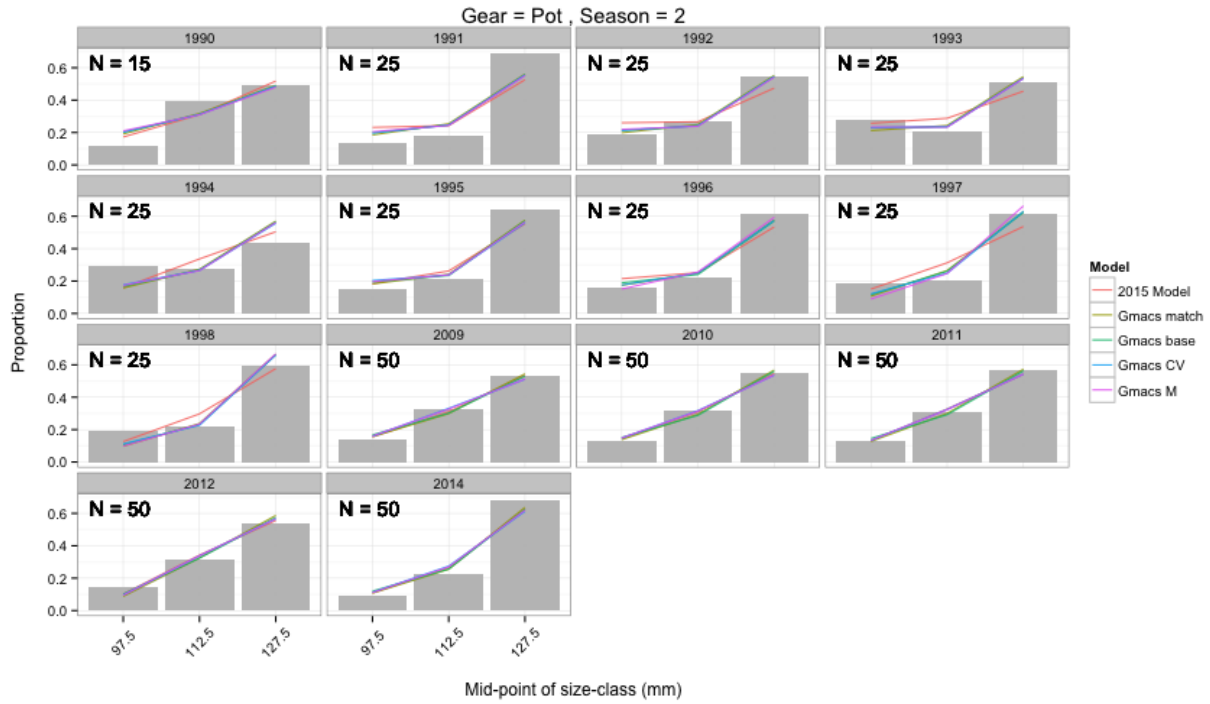 Gear = Pot , Season = 2
1990 1991 1992 1993
N = 15 N = 25 N = 25 N = 25
0.6
0.4
0.2
0.0
1994 1995 1996 1997
N = 25 N = 25 N = 25 N = 25
0.6
0.4
0.2
0.0
1998 2009 2010 2011
N = 25 N = 50 N = 50 N = 50
0.6
0.4
0.2
0.0
2012 2014
N = 50 N = 50
0.6
0.4
0.2
0.0
97.5 112.5 127.5 97.5 112.5 127.5
Mid-point of size-class (mm)
Proportion
Model
2015 Model
Gmacs match
Gmacs base
Gmacs CV
Gmacs M